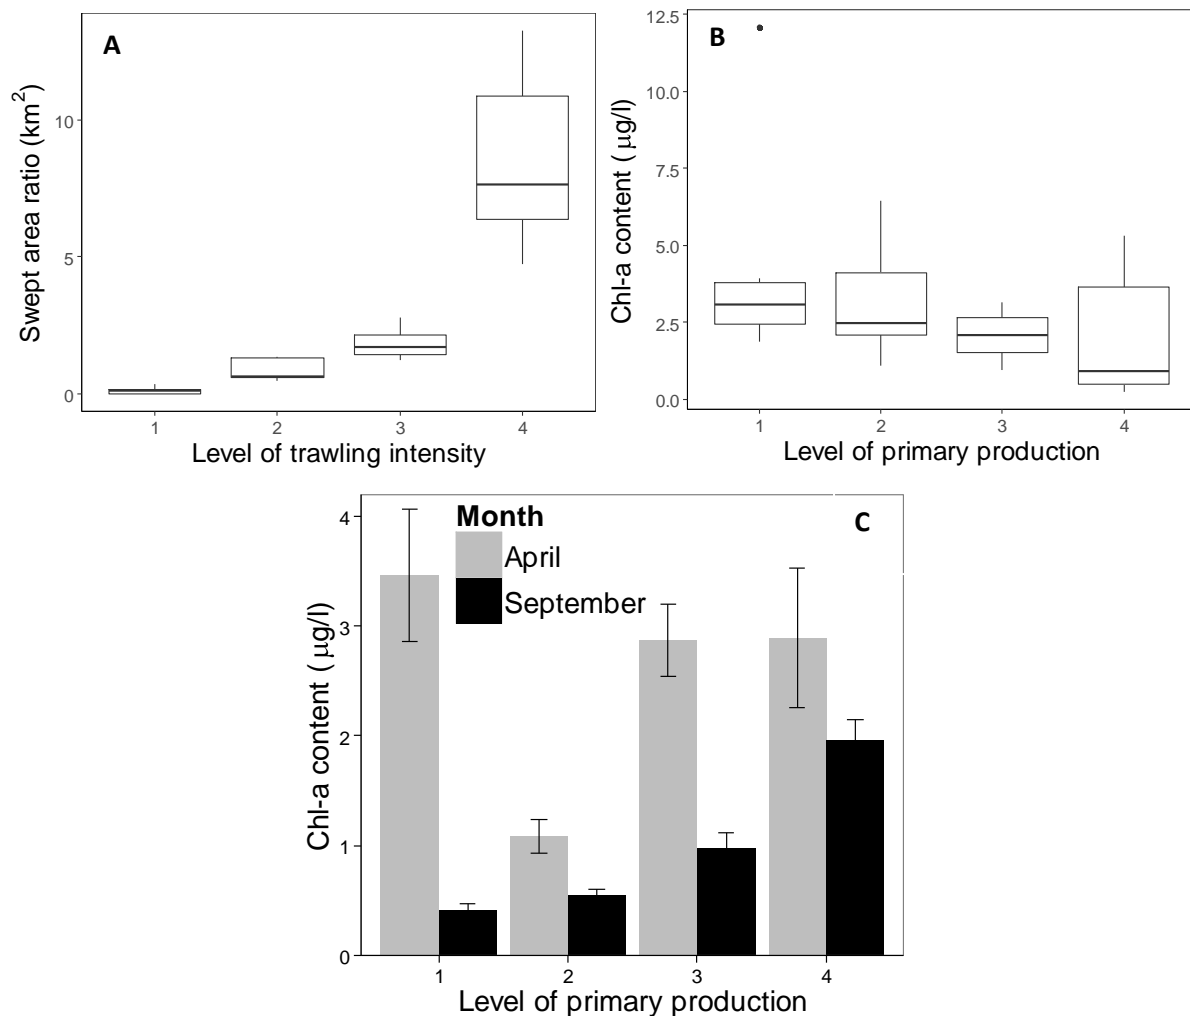 A
Swept area ratio (km²)
10
5
0
1 2 3 4
Level of trawling intensity
B
Chl-a content ( μg/l)
12.5
10.0
7.5
5.0
2.5
0.0
1 2 3 4
Level of primary production
C
Month
April
September
Chl-a content ( μg/l)
4
3
2
1
0
1 2 3 4
Level of primary production